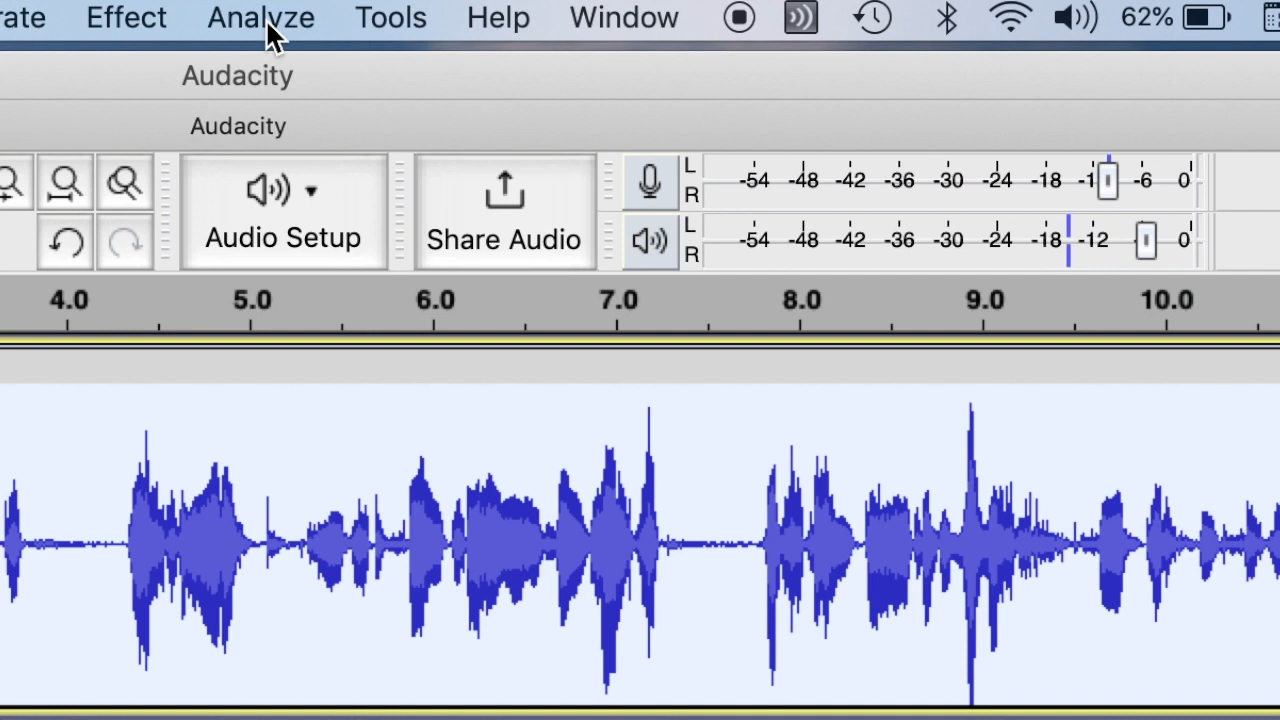 rate Effect Analyze Tools Help Window 62%
Audacity
Audacity
Audio Setup
Share Audio
L
R
-54 -48 -42 -36 -30 -24 -18 -1 -6 0
L
R
-54 -48 -42 -36 -30 -24 -18 -12 0
4.0 5.0 6.0 7.0 8.0 9.0 10.0